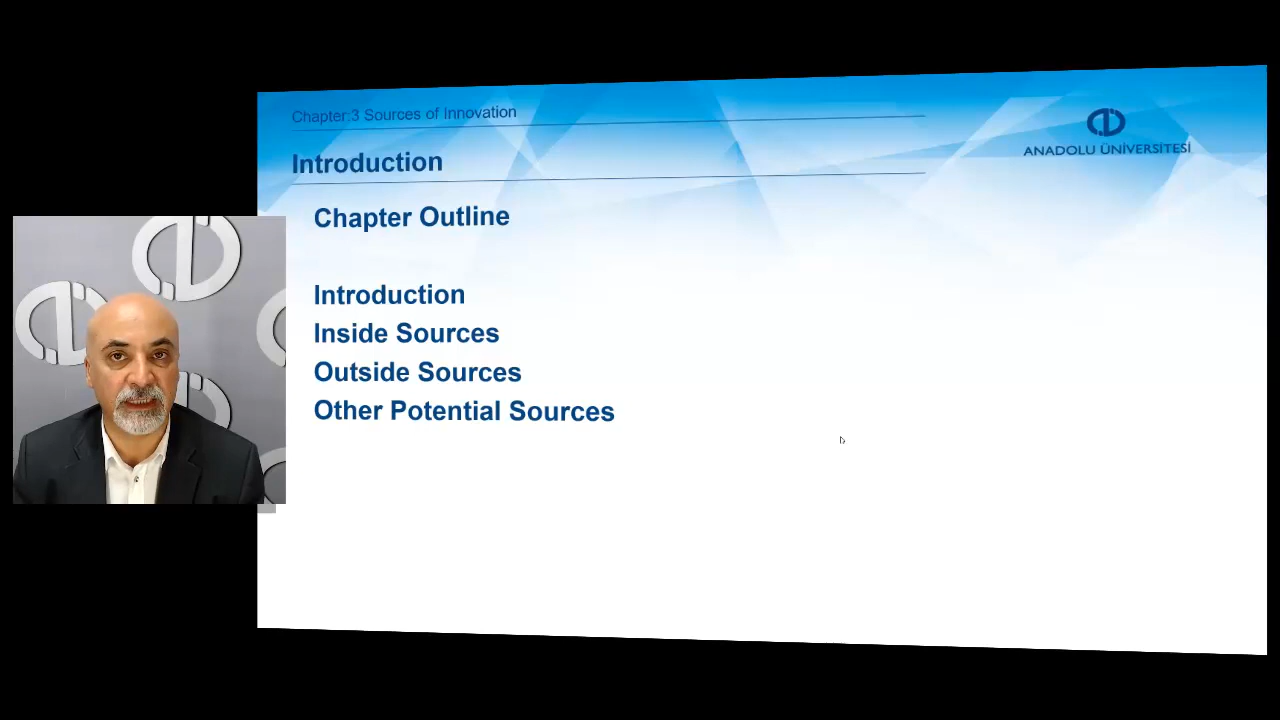 Chapter:3 Sources of Innovation
Introduction
ANADOLU ÜNİVERSİTESİ
Chapter Outline
Introduction
Inside Sources
Outside Sources
Other Potential Sources